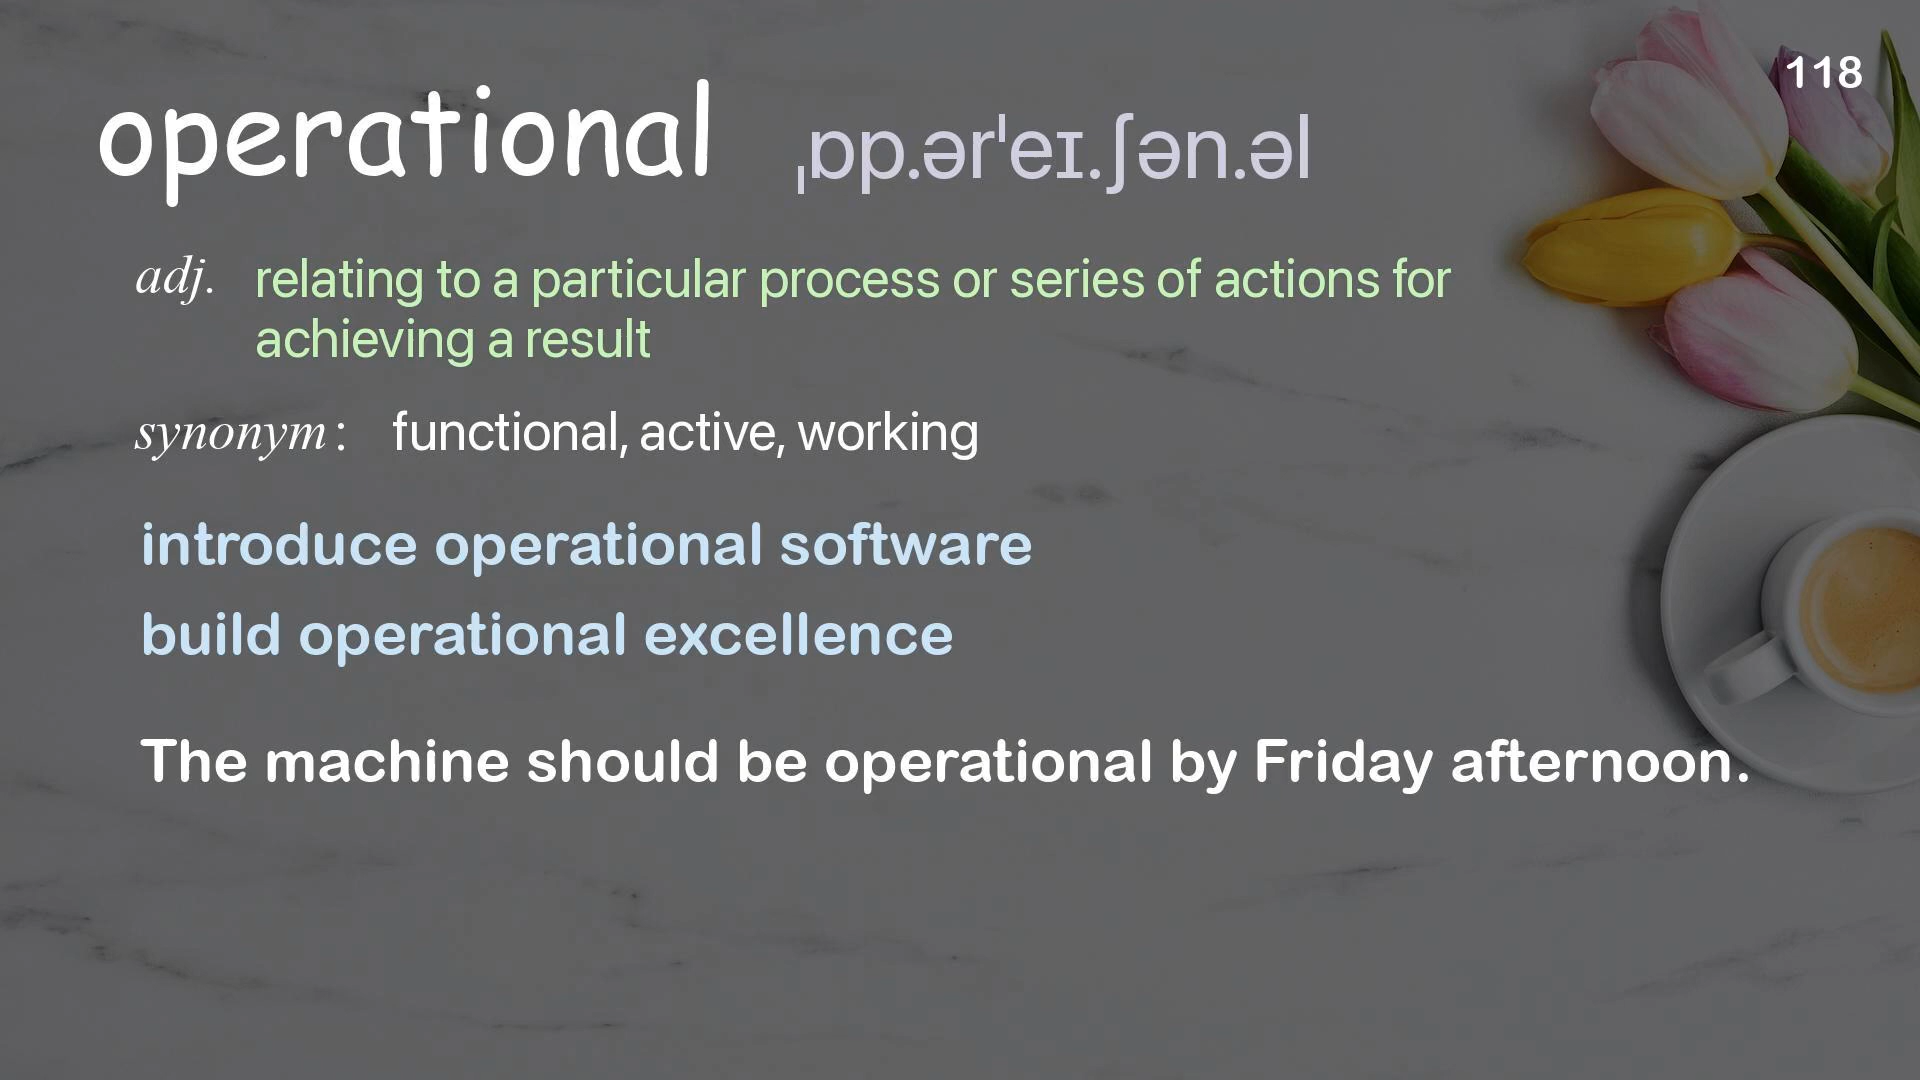 118
operational ˌɒp.ərˈeɪ.ʃən.əl
adj. relating to a particular process or series of actions for
achieving a result
synonym: functional, active, working
introduce operational software
build operational excellence
The machine should be operational by Friday afternoon.